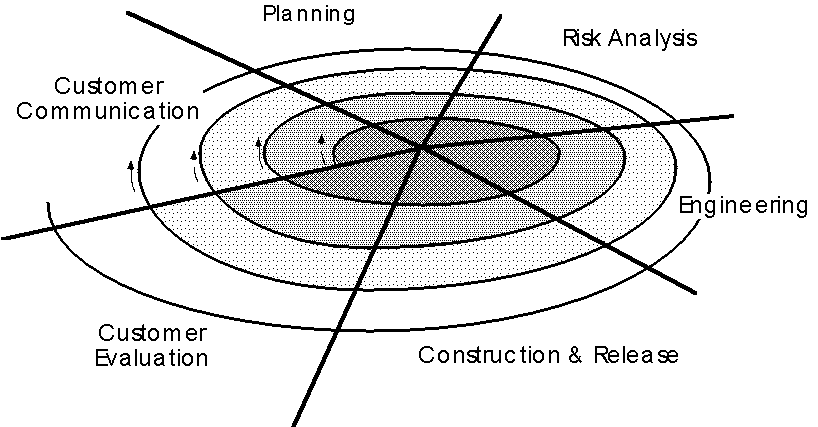 Planning
Risk Analysis
Customer
Communication
Engineering
Customer
Evaluation
Construction & Release